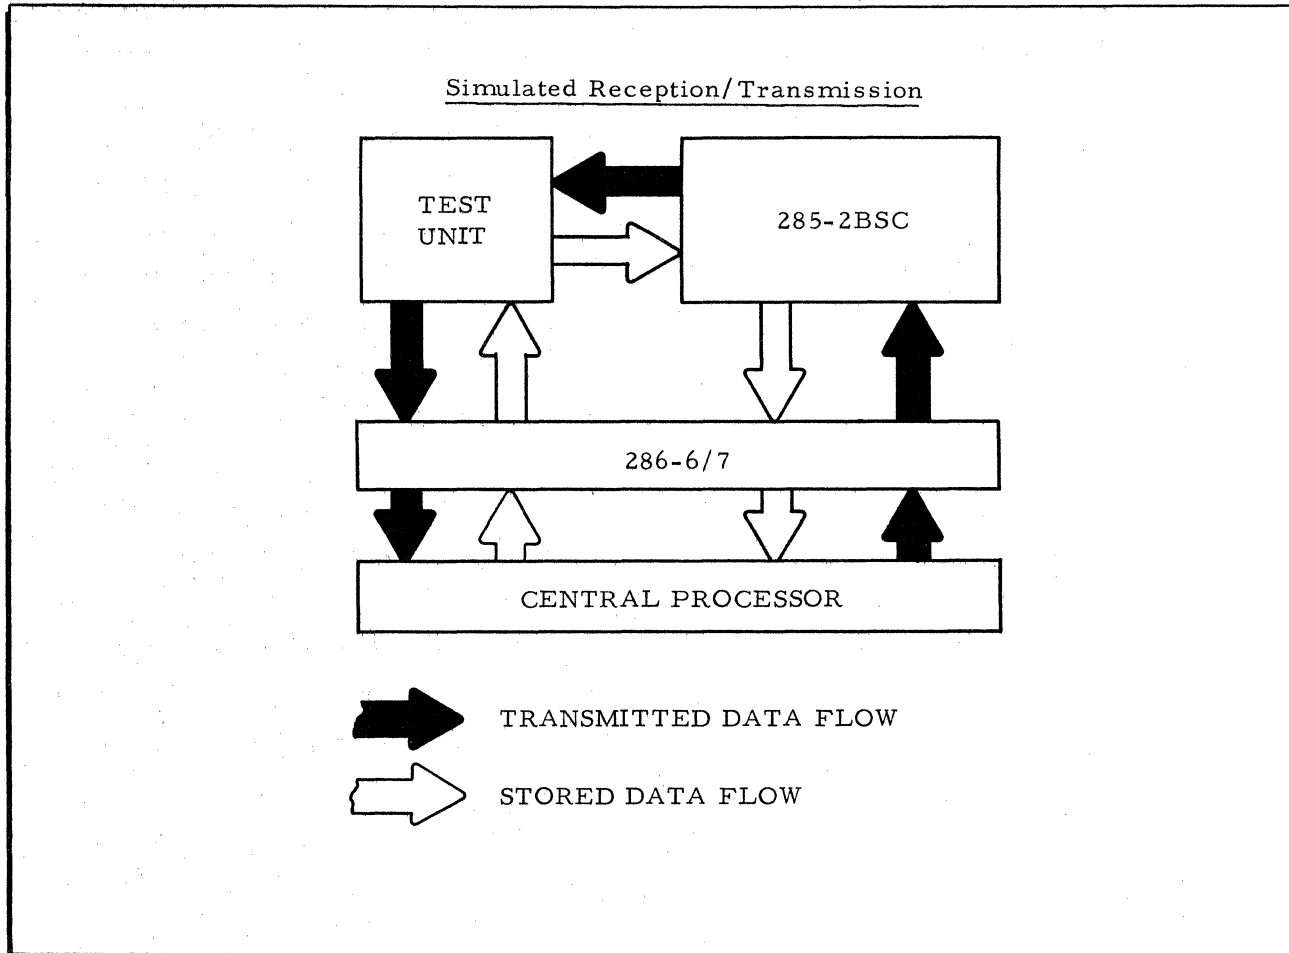 Simulated Reception/Transmission
TEST
UNIT
285-2BSC
286-6/7
CENTRAL PROCESSOR
TRANSMITTED DATA FLOW
STORED DATA FLOW